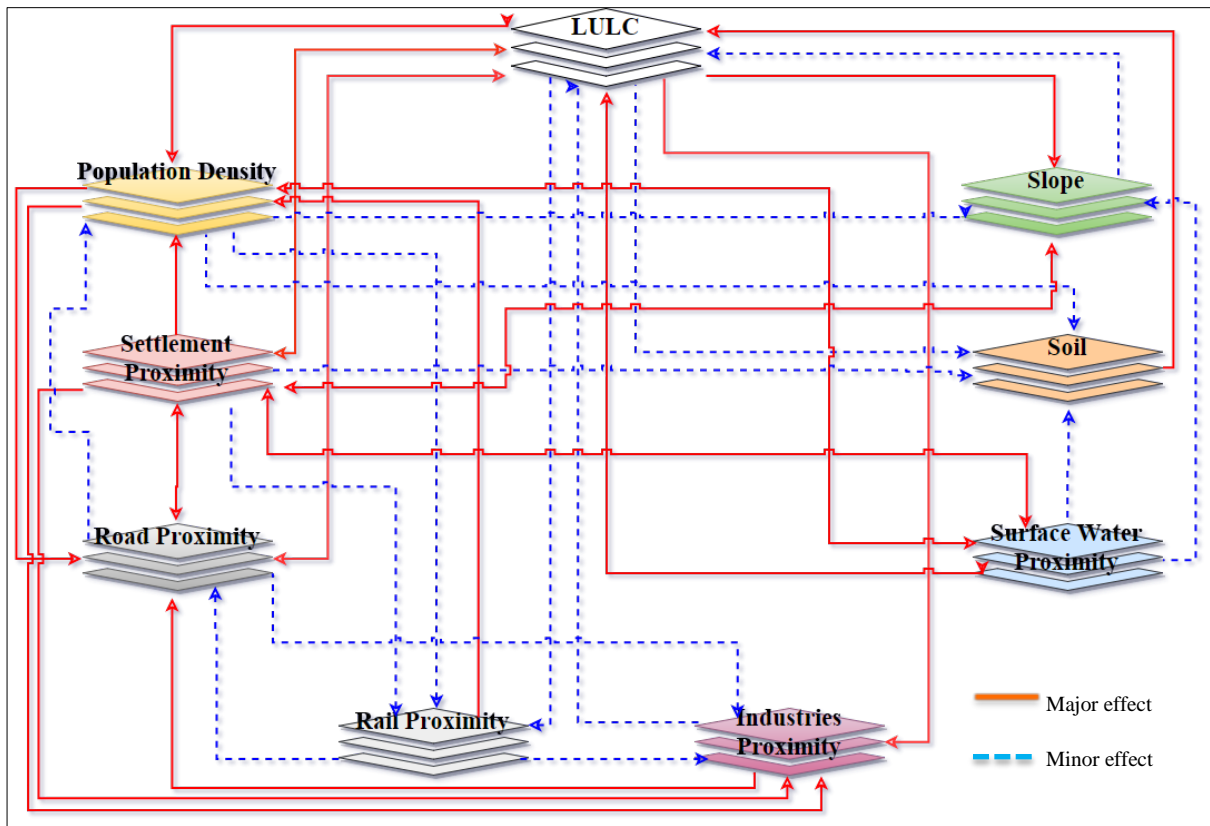 LULC
Population Density
Slope
Settlement
Proximity
Soil
Road Proximity
Surface Water
Proximity
Rail Proximity
Industries
Proximity
Major effect
Minor effect